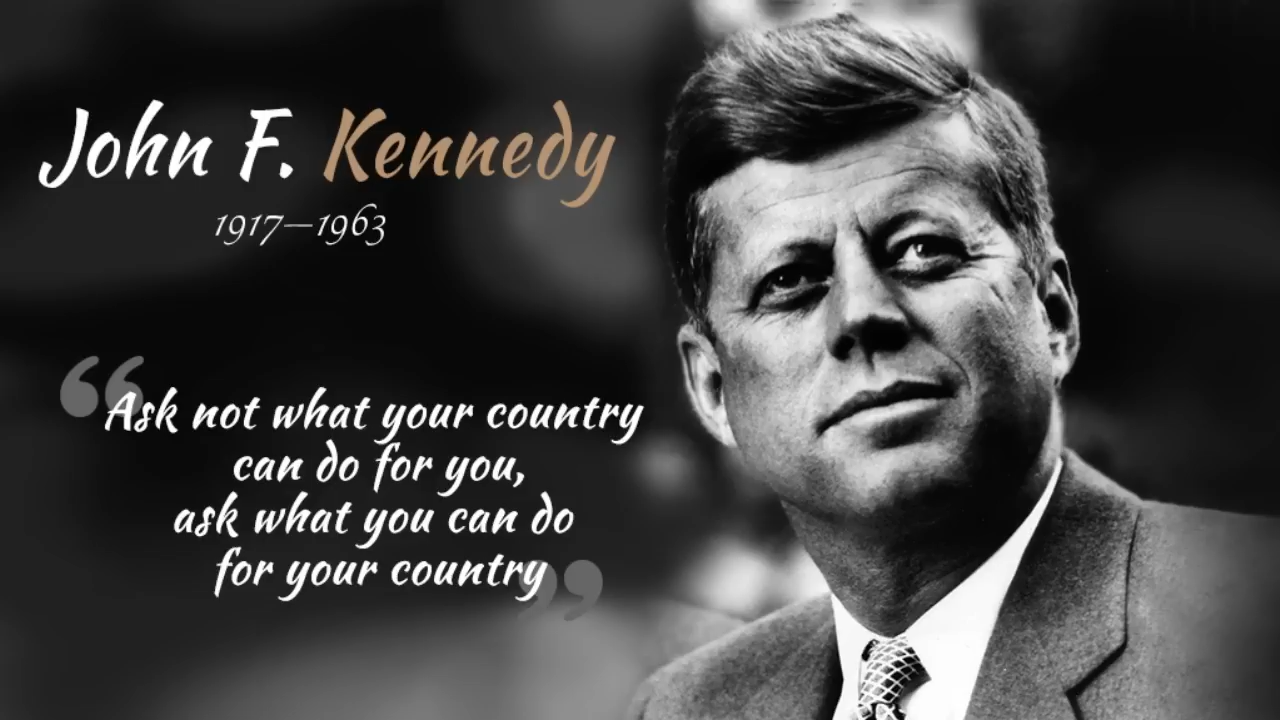 John F. Kennedy
1917—1963
“Ask not what your country
can do for you,
ask what you can do
for your country”